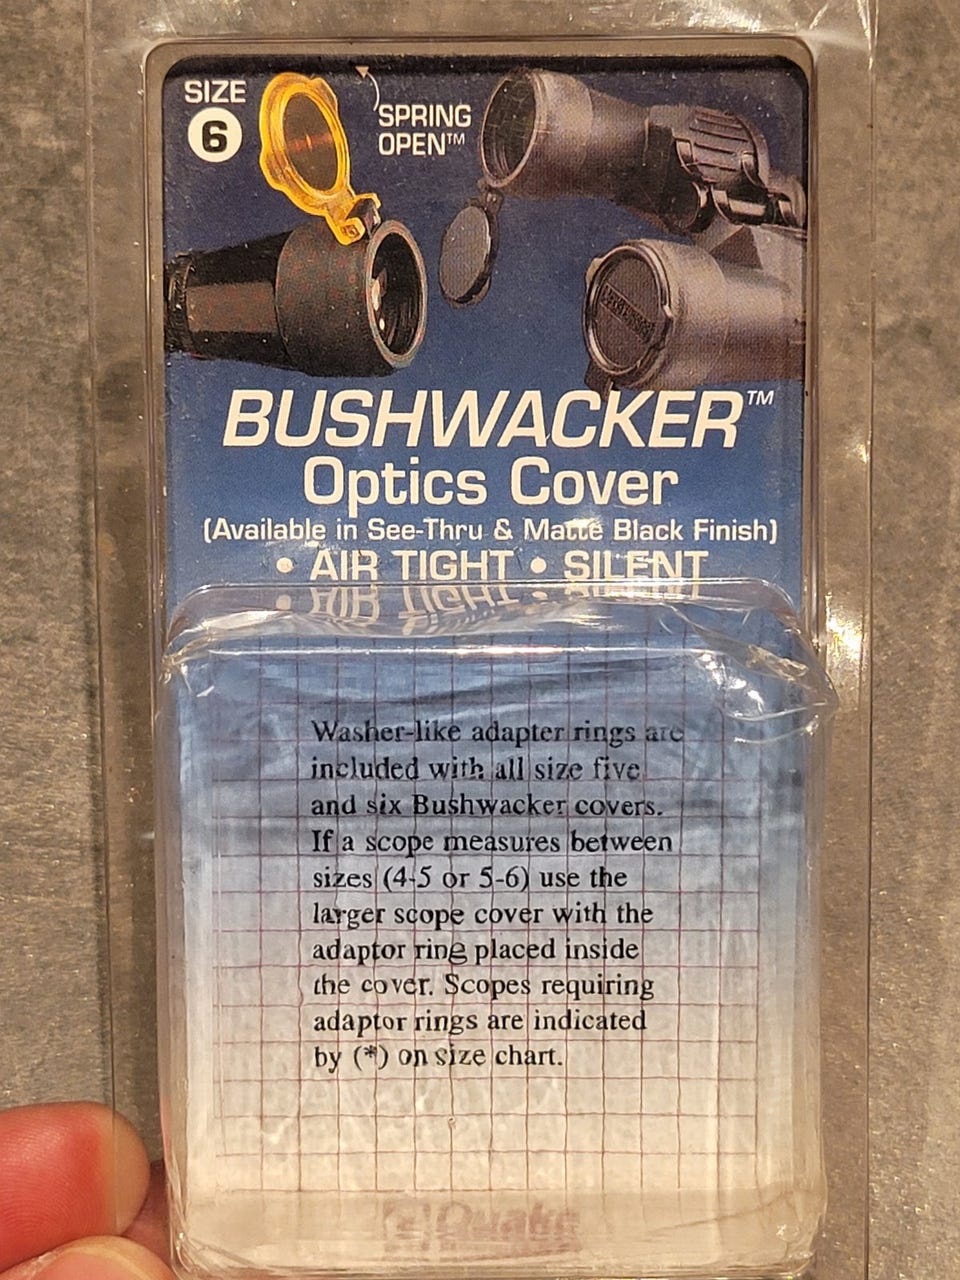 SIZE
6
SPRING
OPEN™
BUSHWACKER™
Optics Cover
(Available in See-Thru & Matte Black Finish)
• AIR TIGHT • SILENT
Washer-like adapter rings are
included with all size five
and six Bushwacker covers.
If a scope measures between
sizes (4-5 or 5-6) use the
larger scope cover with the
adaptor ring placed inside
the cover. Scopes requiring
adaptor rings are indicated
by (*) on size chart.
Quake